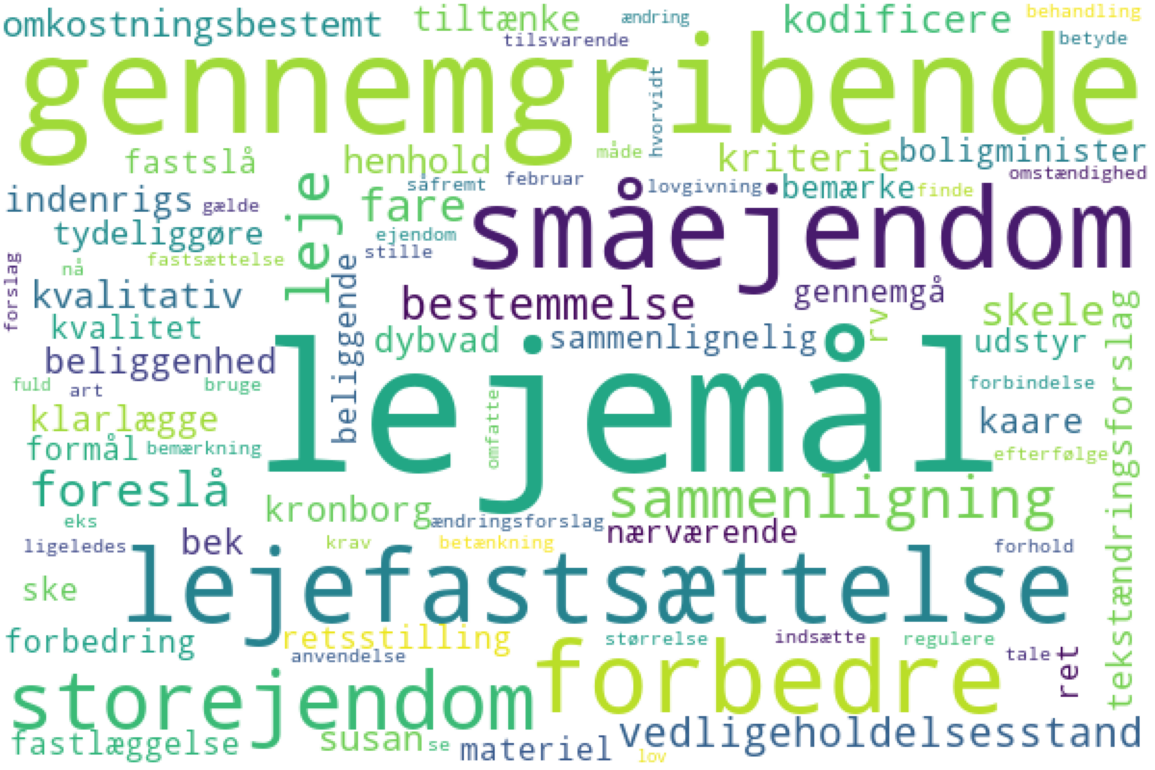 omkostningsbestemt
tiltænke
ændring
kodificere
behandling
tilsvarende
betyde
gennemgribende
hvorvidt
fastslå
henhold
måde
kriterie
boligminister
omstændighed
indenrigs
gælde
leje
fare
såfremt
februar
lovgivning
bemærke
finde
småejendom
tydeliggøre
ejendom
stille
fastsættelse
nå
forslag
kvalitativ
beliggende
bestemmelse
gennemgå
skele
kvalitet
dybvad
sammenlignelig
rv
udstyr
tekstændringsforslag
beliggenhed
fuld
art
bruge
lejemål
forbindelse
klarlægge
omfatte
kaare
formål
bemærkning
efterfølge
foreslå
kronborg
sammenligning
eks
ændringsforslag
nærværende
ligeledes
bek
krav
betænkning
forhold
lejefastsættelse
ske
forbedring
retsstilling
størrelse
indsætte
regulere
anvendelse
forbedre
tale
ret
storejendom
fastlæggelse
susan
se
materiel
vedligeholdelsesstand
lov